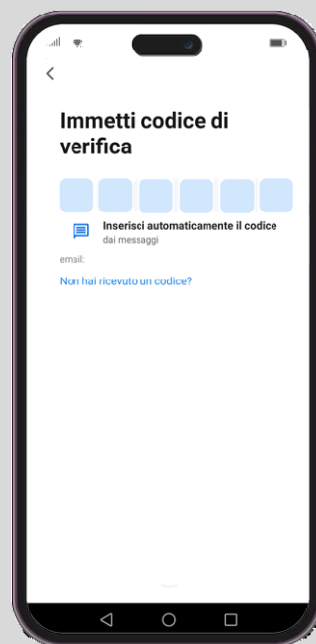 Immetti codice di
verifica
Inserisci automaticamente il codice
dai messaggi
email:
Non hai ricevuto un codice?